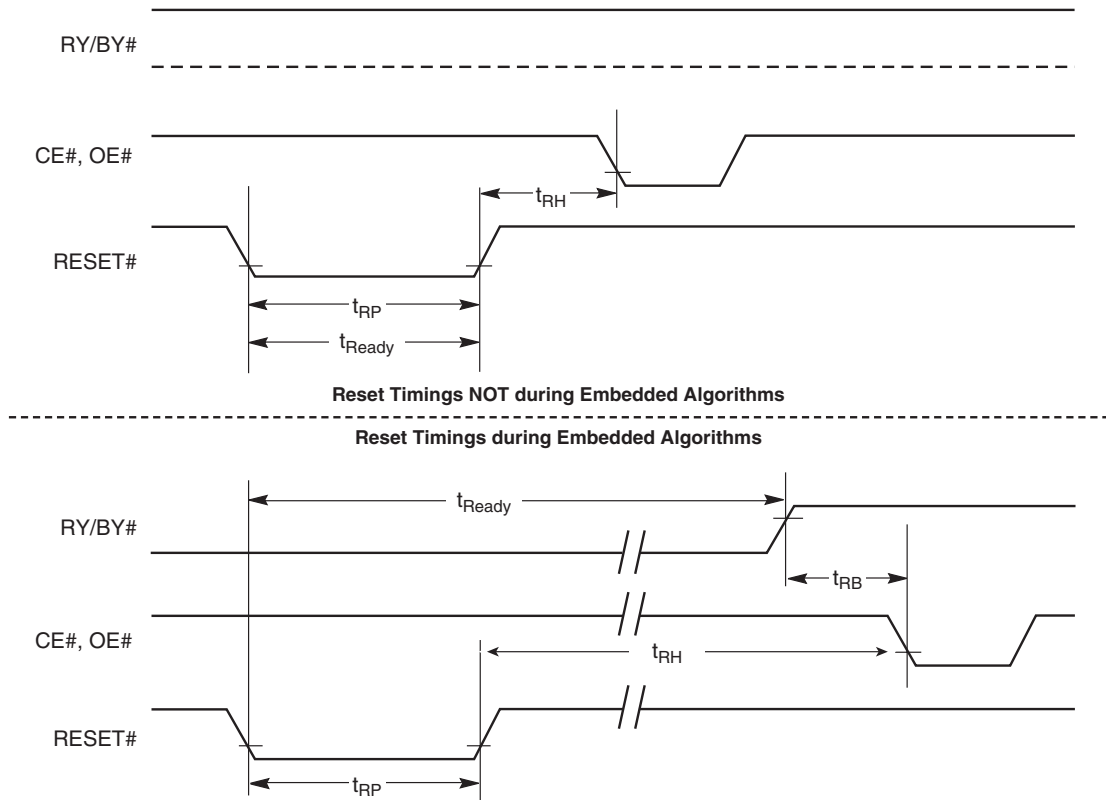 RY/BY#
CE#, OE#
tRH
RESET#
tRP
tReady
Reset Timings NOT during Embedded Algorithms
Reset Timings during Embedded Algorithms
tReady
RY/BY#
tRB
CE#, OE#
tRH
RESET#
tRP